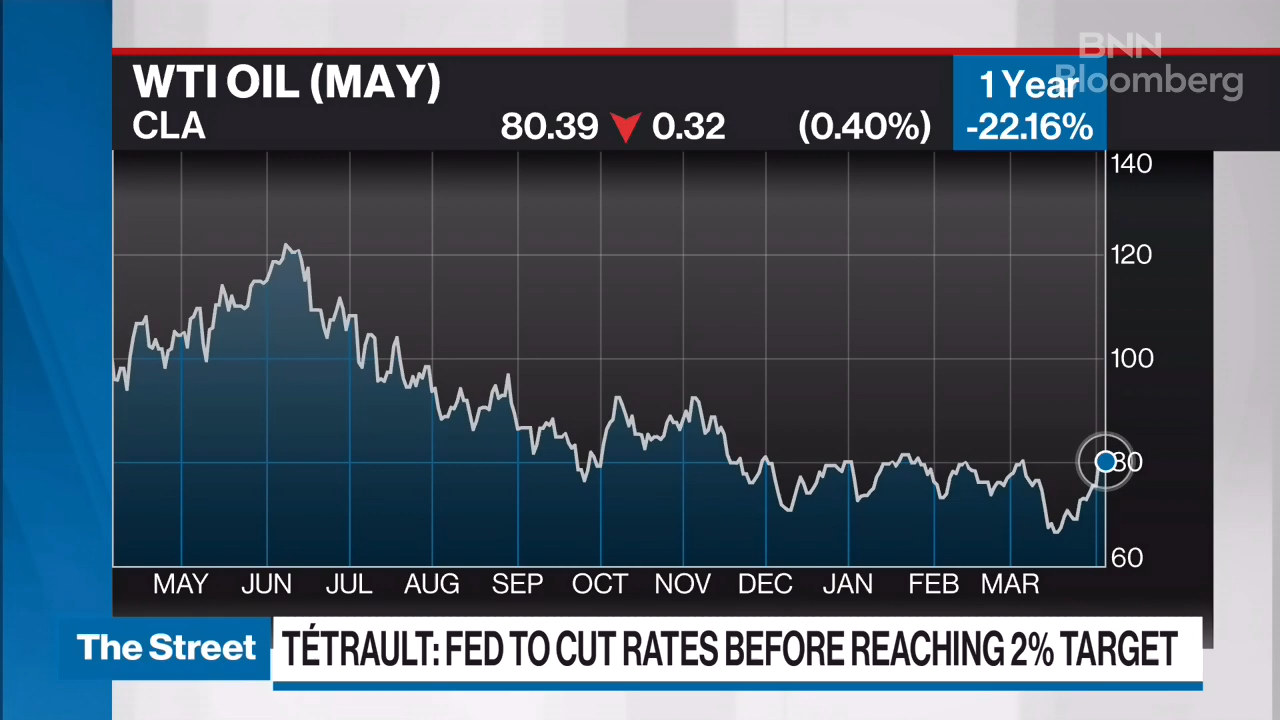 BNN
Bloomberg
WTI OIL (MAY)
CLA 80.39 0.32 (0.40%)
1 Year
-22.16%
140
120
100
80
60
MAY JUN JUL AUG SEP OCT NOV DEC JAN FEB MAR
The Street
TÉTRAULT: FED TO CUT RATES BEFORE REACHING 2% TARGET